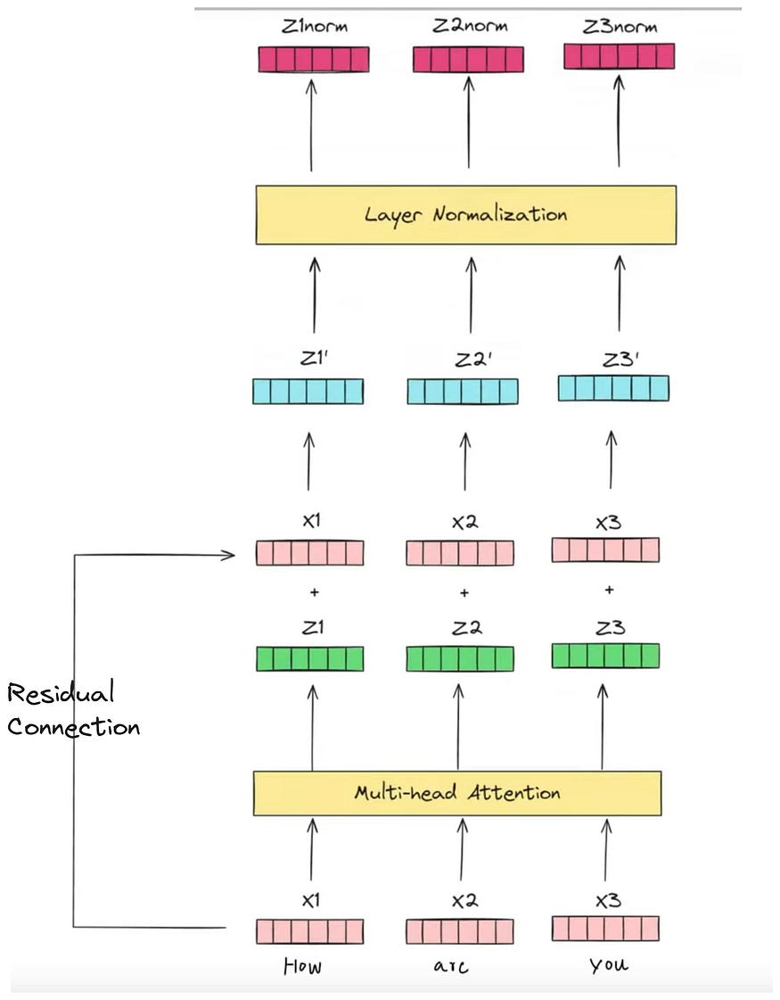 Z1norm Z2norm Z3norm
Layer Normalization
Z1' Z2' Z3'
X1 X2 X3
+ + +
Z1 Z2 Z3
Residual
Connection
Multi-head Attention
X1 X2 X3
How are you